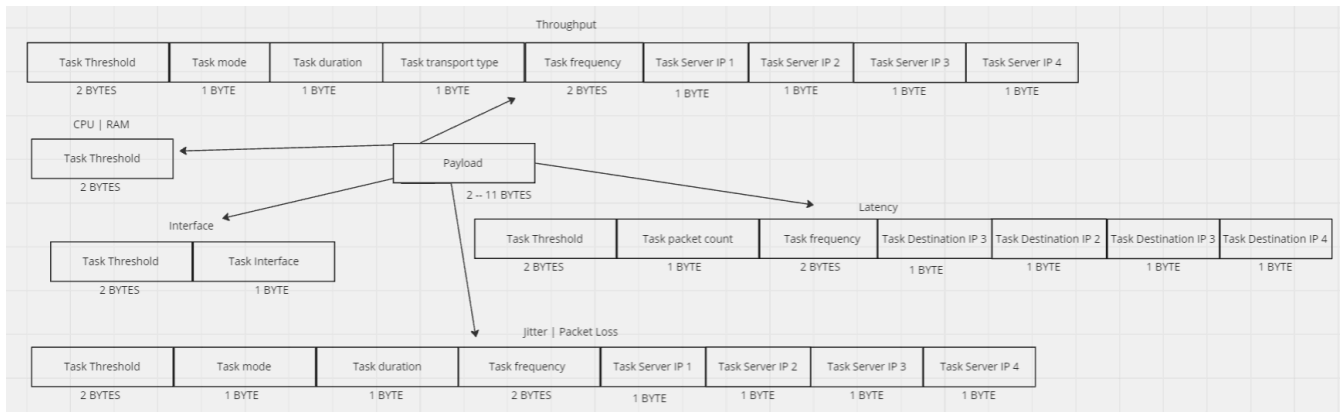 Throughput
Task Threshold Task mode Task duration Task transport type Task frequency Task Server IP 1 Task Server IP 2 Task Server IP 3 Task Server IP 4
2 BYTES 1 BYTE 1 BYTE 1 BYTE 2 BYTES 1 BYTE 1 BYTE 1 BYTE 1 BYTE
CPU | RAM
Task Threshold
2 BYTES
Payload
2 -- 11 BYTES
Interface
Task Threshold Task Interface
2 BYTES 1 BYTE
Latency
Task Threshold Task packet count Task frequency Task Destination IP 3 Task Destination IP 2 Task Destination IP 3 Task Destination IP 4
2 BYTES 1 BYTE 2 BYTES 1 BYTE 1 BYTE 1 BYTE 1 BYTE
Jitter | Packet Loss
Task Threshold Task mode Task duration Task frequency Task Server IP 1 Task Server IP 2 Task Server IP 3 Task Server IP 4
2 BYTES 1 BYTE 1 BYTE 2 BYTES 1 BYTE 1 BYTE 1 BYTE 1 BYTE